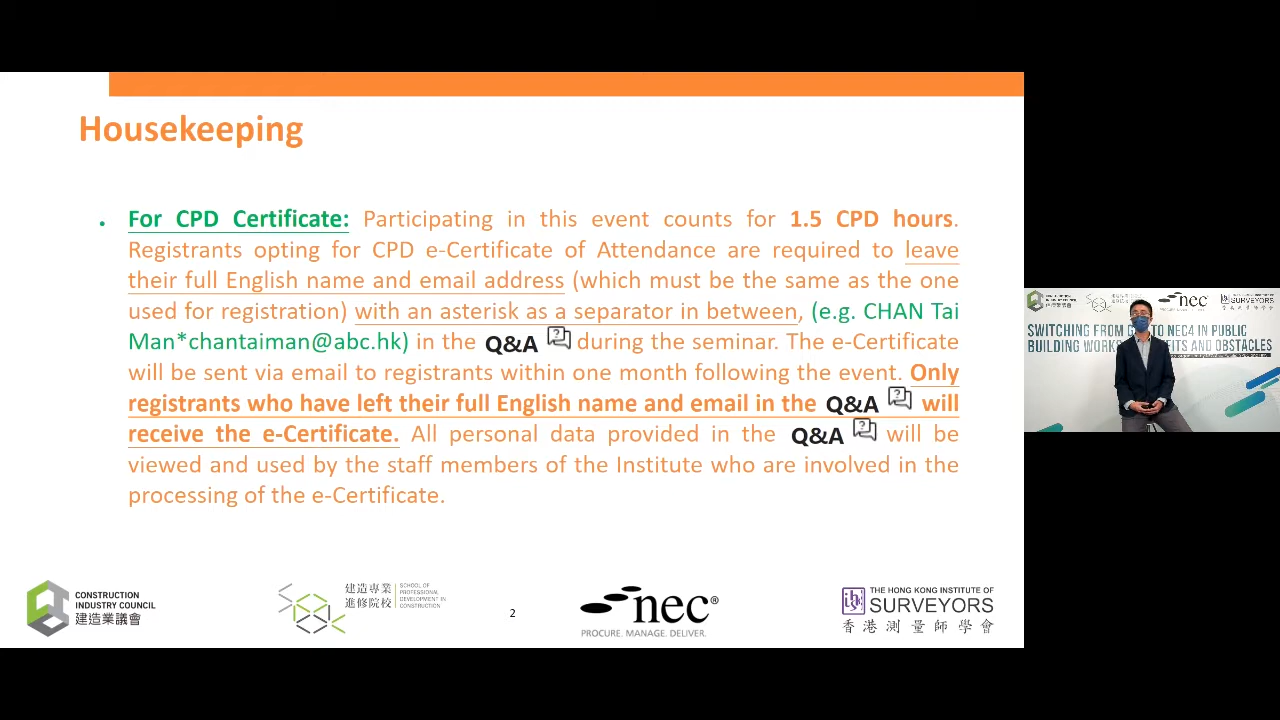 Housekeeping
• For CPD Certificate: Participating in this event counts for 1.5 CPD hours.
Registrants opting for CPD e-Certificate of Attendance are required to leave
their full English name and email address (which must be the same as the one
used for registration) with an asterisk as a separator in between, (e.g. CHAN Tai
Man*chantaiman@abc.hk) in the Q&A during the seminar. The e-Certificate
will be sent via email to registrants within one month following the event. Only
registrants who have left their full English name and email in the Q&A will
receive the e-Certificate. All personal data provided in the Q&A will be
viewed and used by the staff members of the Institute who are involved in the
processing of the e-Certificate.
CONSTRUCTION
INDUSTRY COUNCIL
建造業議會
建造專業
進修院校
SCHOOL OF
PROFESSIONAL
DEVELOPMENT IN
CONSTRUCTION
2
nec®
PROCURE. MANAGE. DELIVER.
THE HONG KONG INSTITUTE OF
SURVEYORS
香港測量師學會
nec
SURVEYORS
SWITCHING FROM TO NEC4 IN PUBLIC
BUILDING WORKS AND OBSTACLES